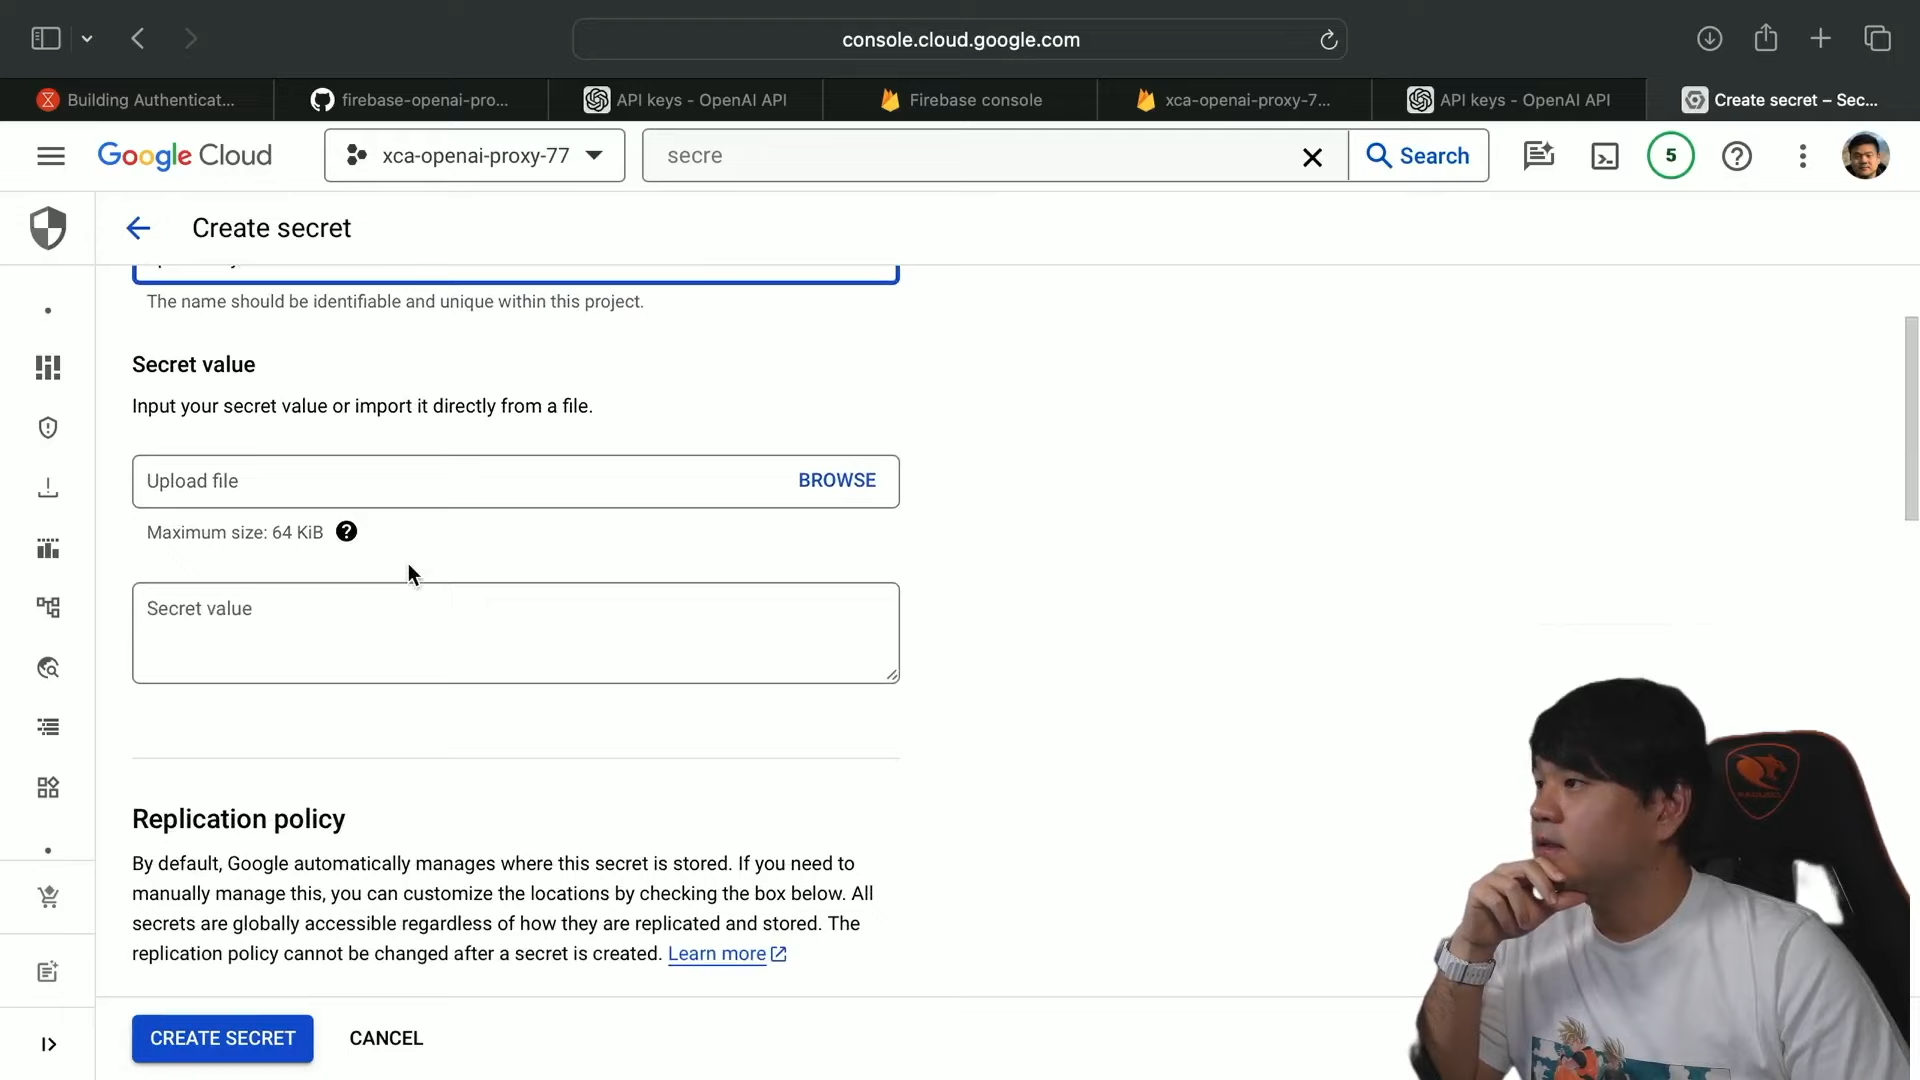 console.cloud.google.com
Building Authenticat...
firebase-openai-pro...
API keys - OpenAI API
Firebase console
xca-openai-proxy-7...
API keys - OpenAI API
Create secret – Sec...
Google Cloud
xca-openai-proxy-77
secre
Search
5
Create secret
The name should be identifiable and unique within this project.
Secret value
Input your secret value or import it directly from a file.
Upload file
BROWSE
Maximum size: 64 KiB
Secret value
Replication policy
By default, Google automatically manages where this secret is stored. If you need to
manually manage this, you can customize the locations by checking the box below. All
secrets are globally accessible regardless of how they are replicated and stored. The
replication policy cannot be changed after a secret is created. Learn more
CREATE SECRET
CANCEL